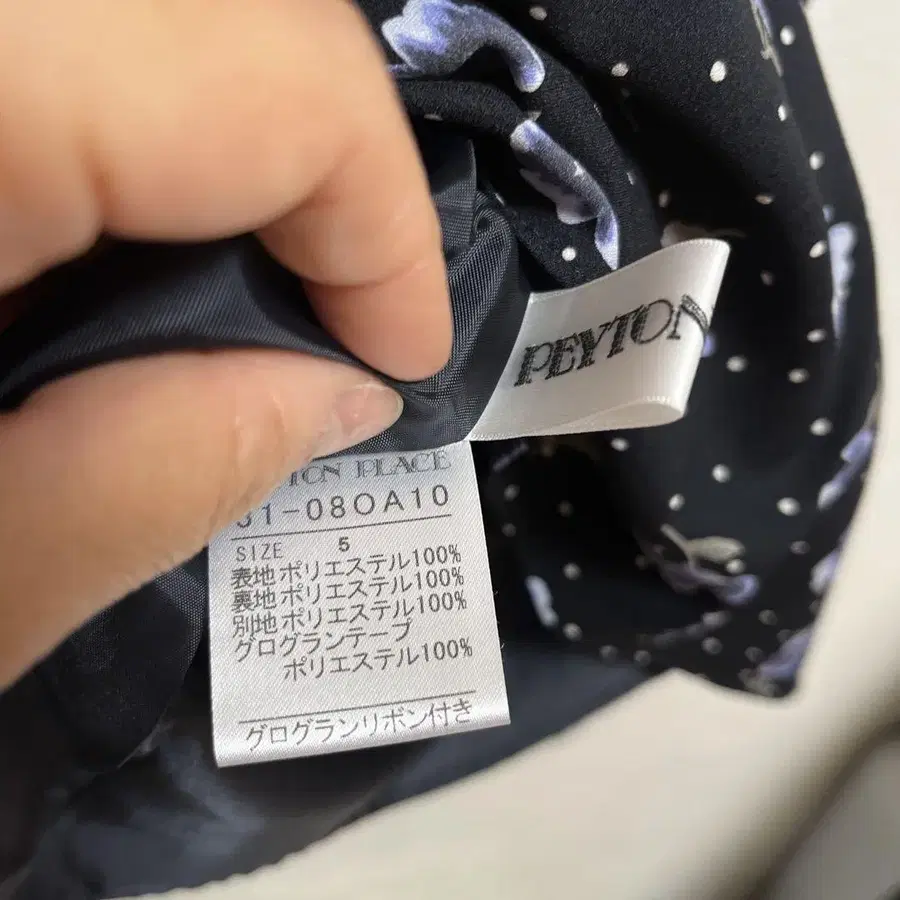 PEYTON
TON PLACE
31-08OA10
SIZE 5
表地 ポリエステル100%
裏地 ポリエステル100%
別地 ポリエステル100%
グログランテープ
ポリエステル100%
グログランリボン付き